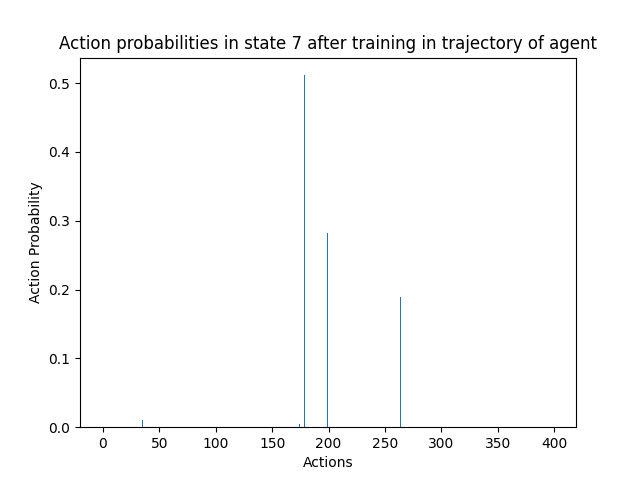 Action probabilities in state 7 after training in trajectory of agent
0.5
0.4
0.3
0.2
0.1
0.0
Action Probability
0 50 100 150 200 250 300 350 400
Actions